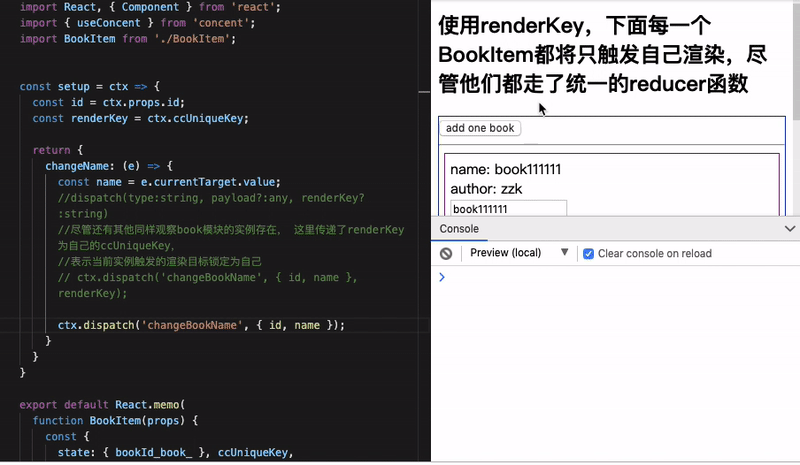 import React, { Component } from 'react';
import { useConcent } from 'concent';
import BookItem from './BookItem';
const setup = ctx => {
const id = ctx.props.id;
const renderKey = ctx.ccUniqueKey;
return {
changeName: (e) => {
const name = e.currentTarget.value;
//dispatch(type:string, payload?:any, renderKey?
:string)
//尽管还有其他同样观察book模块的实例存在， 这里传递了renderKey
为自己的ccUniqueKey,
//表示当前实例触发的渲染目标锁定为自己
// ctx.dispatch('changeBookName', { id, name },
renderKey);
ctx.dispatch('changeBookName', { id, name });
}
}
}
export default React.memo(
function BookItem(props) {
const {
state: { bookId_book_ }, ccUniqueKey,
使用renderKey，下面每一个
BookItem都将只触发自己渲染，尽
管他们都走了统一的reducer函数
add one book
name: book111111
author: zzk
book111111
Console
Preview (local)
Clear console on reload